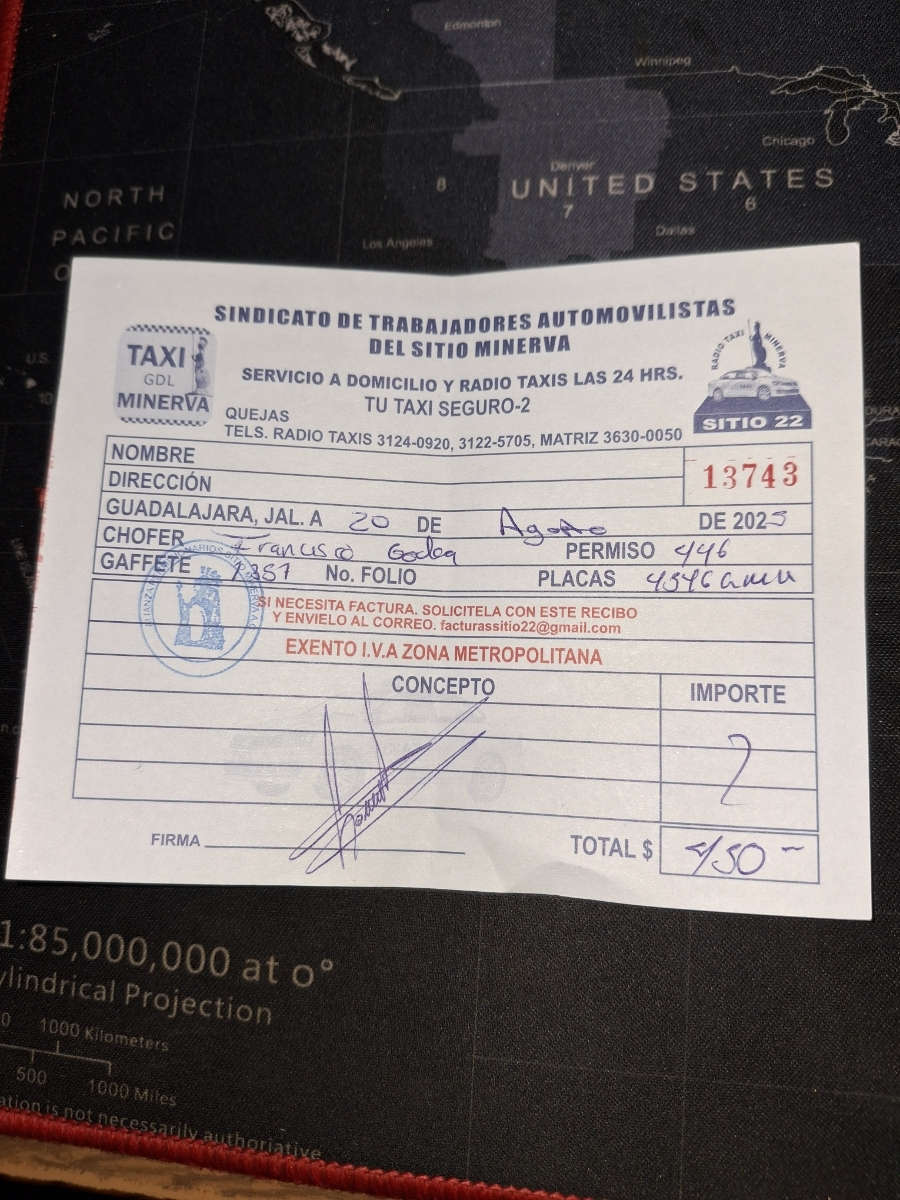 Edmonton
Winnipeg
Chicago
Denver
8
UNITED STATES
7
6
NORTH
PACIFIC
O
Los Angeles
Dallas
U.S.
10
SINDICATO DE TRABAJADORES AUTOMOVILISTAS
DEL SITIO MINERVA
TAXI
GDL
MINERVA
SERVICIO A DOMICILIO Y RADIO TAXIS LAS 24 HRS.
TU TAXI SEGURO-2
QUEJAS
TELS. RADIO TAXIS 3124-0920, 3122-5705, MATRIZ 3630-0050
RADIO TAXI MINERVA
SITIO 22
NOMBRE
13743
DIRECCIÓN
GUADALAJARA, JAL. A 20 DE Agosto DE 2025
CHOFER Francisco PERMISO 446
GAFFETE No. FOLIO PLACAS
SI NECESITA FACTURA. SOLICITELA CON ESTE RECIBO
Y ENVIELO AL CORREO. facturassitio22@gmail.com
EXENTO I.V.A ZONA METROPOLITANA
CONCEPTO IMPORTE
FIRMA TOTAL $ 450-
1:85,000,000 at 0°
ylindrical Projection
0 1000 Kilometers
500 1000 Miles
ation is not necessarily authoriative